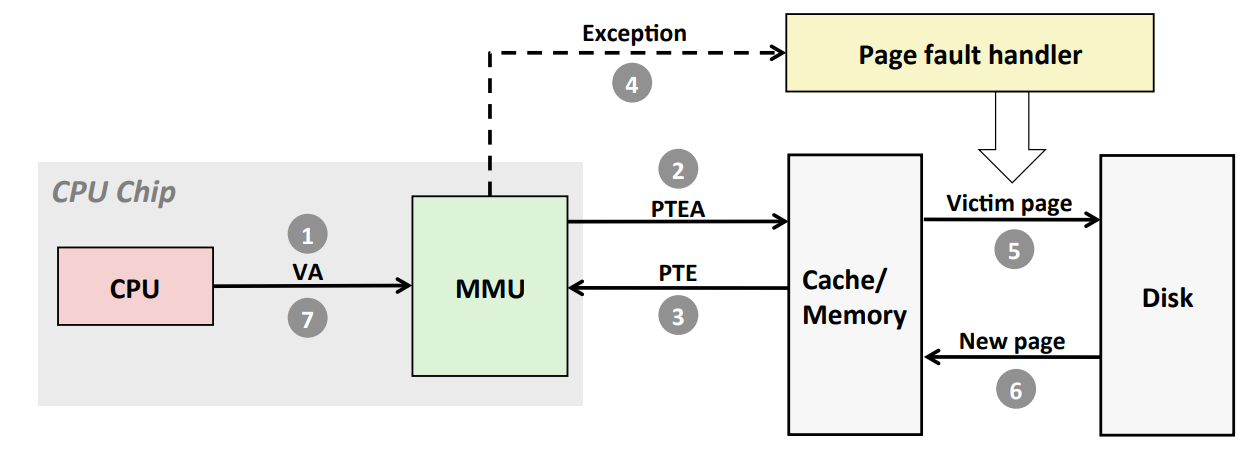 Exception
4
Page fault handler
CPU Chip
2
PTEA
Victim page
5
1
VA
7
CPU
MMU
PTE
3
Cache/
Memory
Disk
New page
6